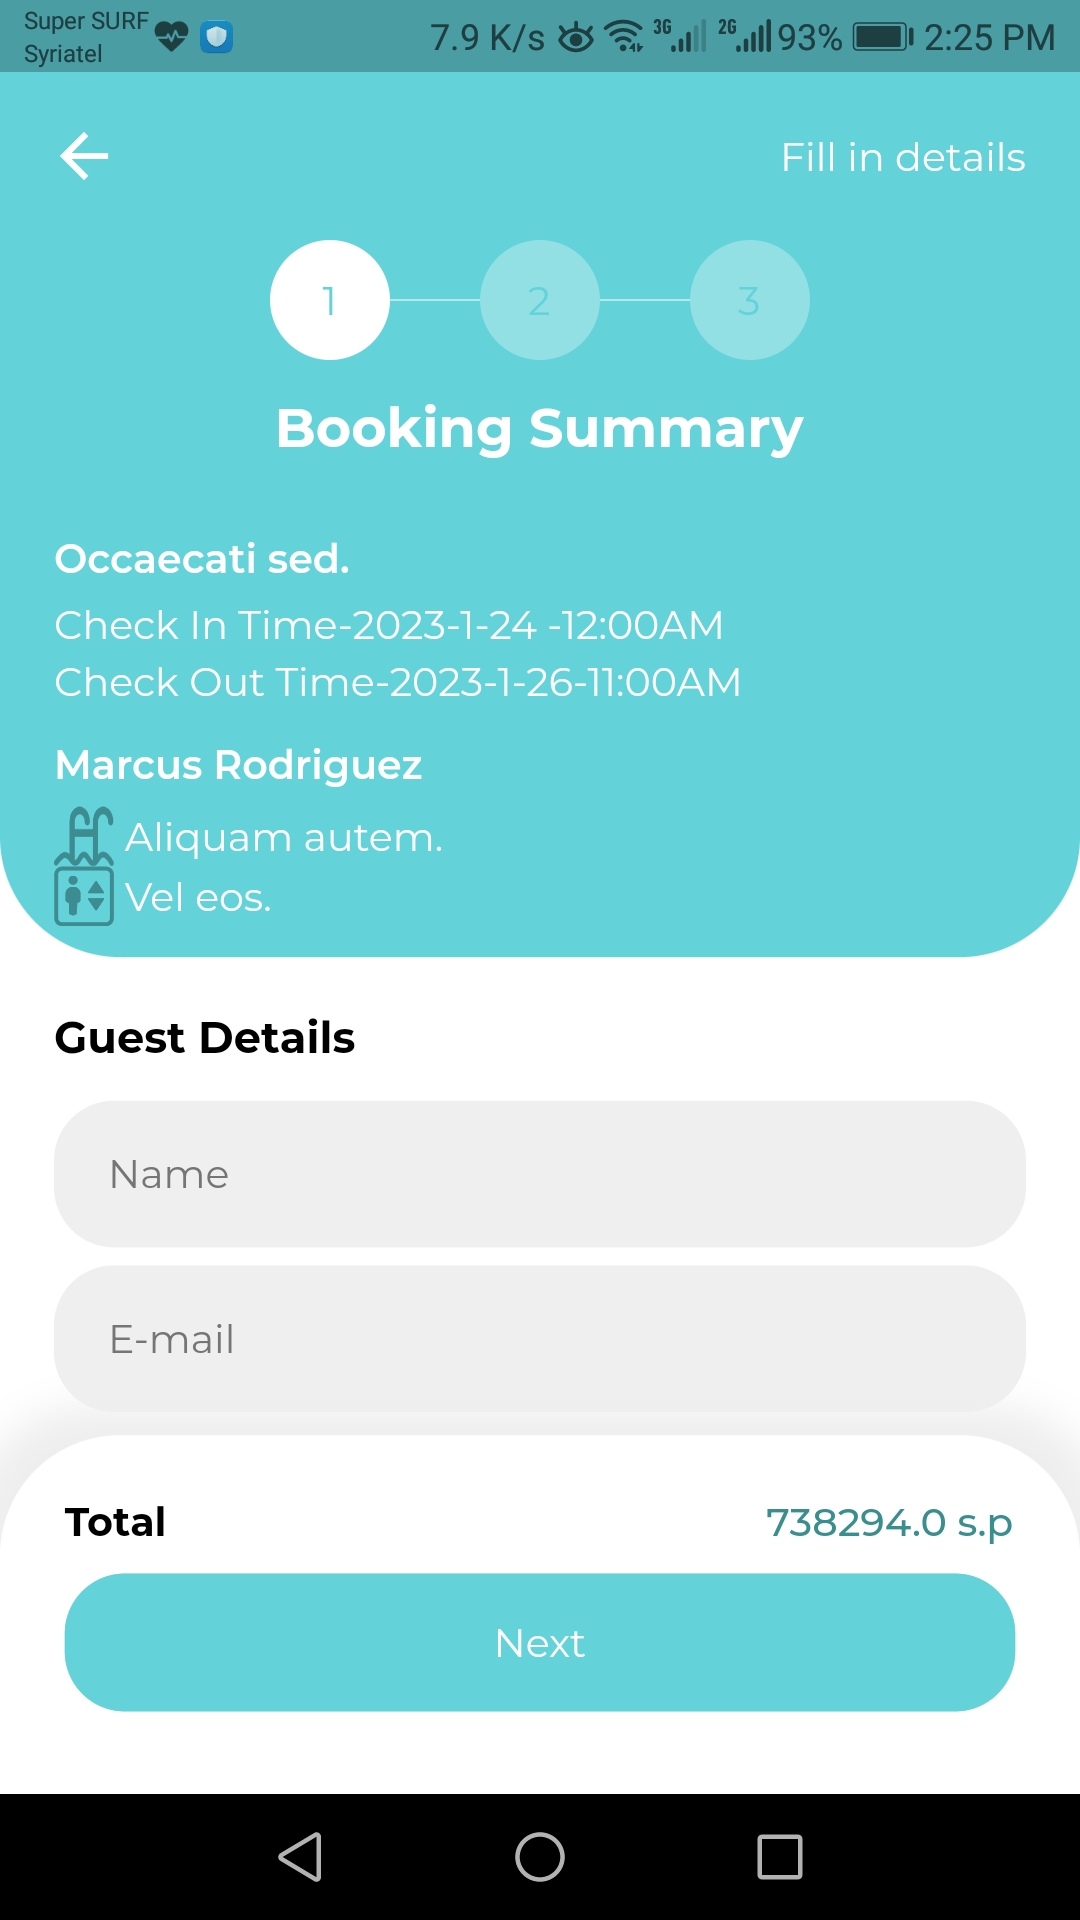 Super SURF
Syriatel
7.9 K/s 3G 2G 93% 2:25 PM
Fill in details
1 2 3
Booking Summary
Occaecati sed.
Check In Time-2023-1-24 -12:00AM
Check Out Time-2023-1-26-11:00AM
Marcus Rodriguez
Aliquam autem.
Vel eos.
Guest Details
Name
E-mail
Total 738294.0 s.p
Next